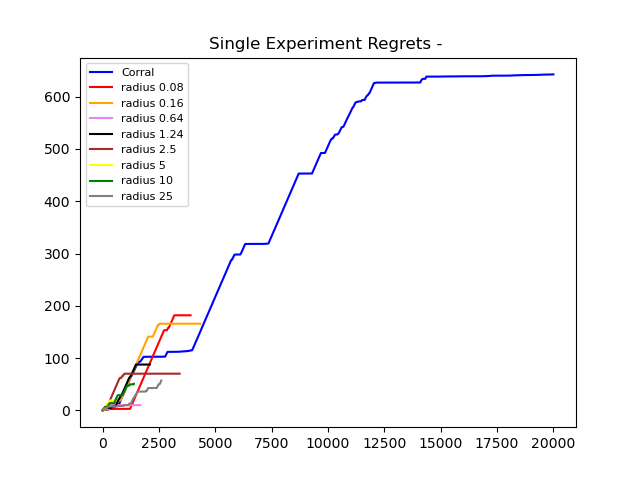 Single Experiment Regrets -
Corral
radius 0.08
radius 0.16
radius 0.64
radius 1.24
radius 2.5
radius 5
radius 10
radius 25
600
500
400
300
200
100
0
0 2500 5000 7500 10000 12500 15000 17500 20000